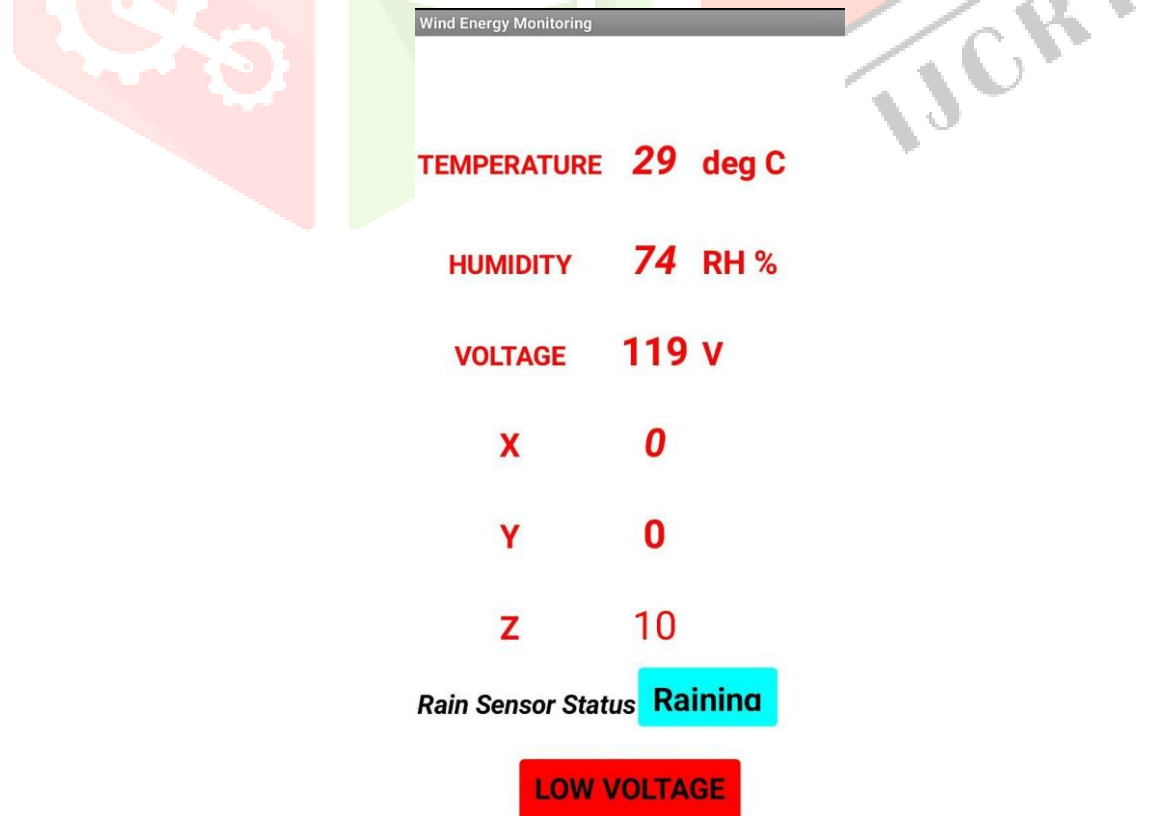 Wind Energy Monitoring
IJCRT
TEMPERATURE 29 deg C
HUMIDITY 74 RH %
VOLTAGE 119 V
X 0
Y 0
Z 10
Rain Sensor Status Raining
LOW VOLTAGE